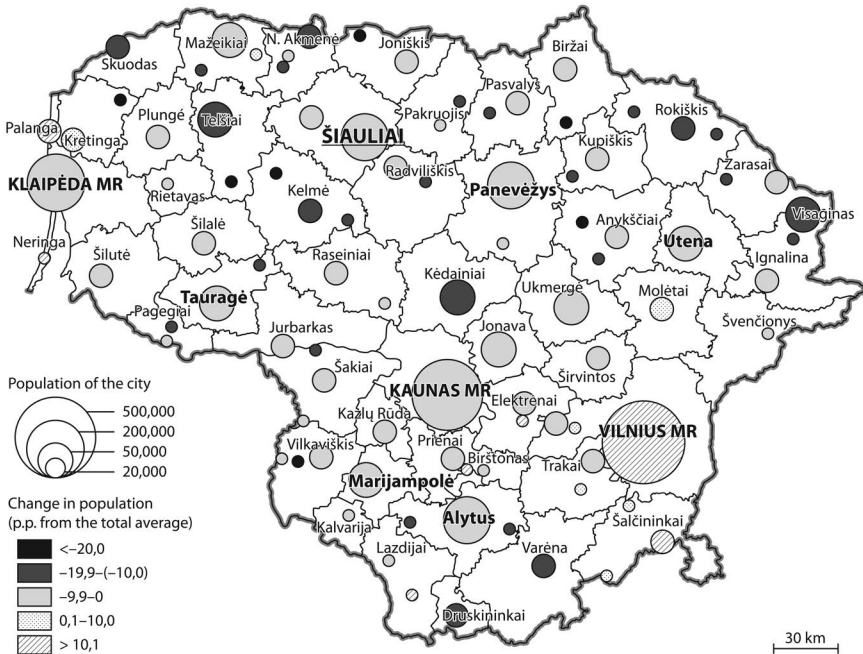 Skuodas
Mažeikiai
N. Akmenė
Joniškis
Biržai
Pasvalys
Pakruojis
Rokiškis
Palanga
Kretinga
Plungė
Telšiai
ŠIAULIAI
Radviliškis
Kupiškis
Zarasai
KLAIPĖDA MR
Rietavas
Kelmė
Panevėžys
Visaginas
Anykščiai
Utena
Neringa
Šilalė
Šilutė
Raseiniai
Ignalina
Kėdainiai
Ukmergė
Molėtai
Tauragė
Pagėgiai
Jurbarkas
Jonava
Švenčionys
Šakiai
Širvintos
KAUNAS MR
Elektrėnai
Kazlų Rūda
VILNIUS MR
Vilkaviškis
Prienai
Birštonas
Trakai
Marijampolė
Kalvarija
Alytus
Šalčininkai
Lazdijai
Varėna
Druskininkai
Population of the city
500,000
200,000
50,000
20,000
Change in population
(p.p. from the total average)
<–20,0
–19,9–(–10,0)
–9,9–0
0,1–10,0
> 10,1
30 km